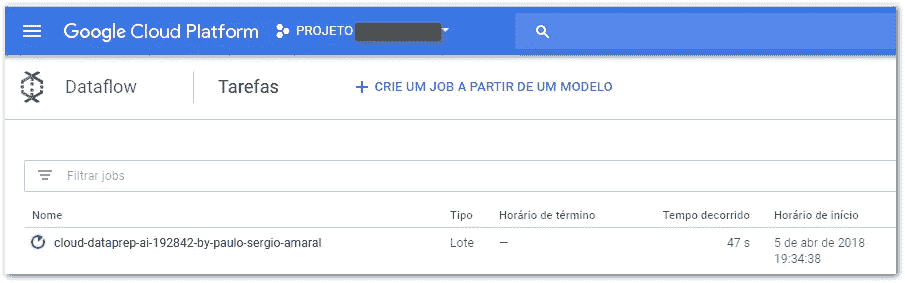 Google Cloud Platform PROJETO
Dataflow Tarefas + CRIE UM JOB A PARTIR DE UM MODELO
Filtrar jobs
Nome Tipo Horário de término Tempo decorrido Horário de início
cloud-dataprep-ai-192842-by-paulo-sergio-amaral Lote — 47 s 5 de abr de 2018
19:34:38